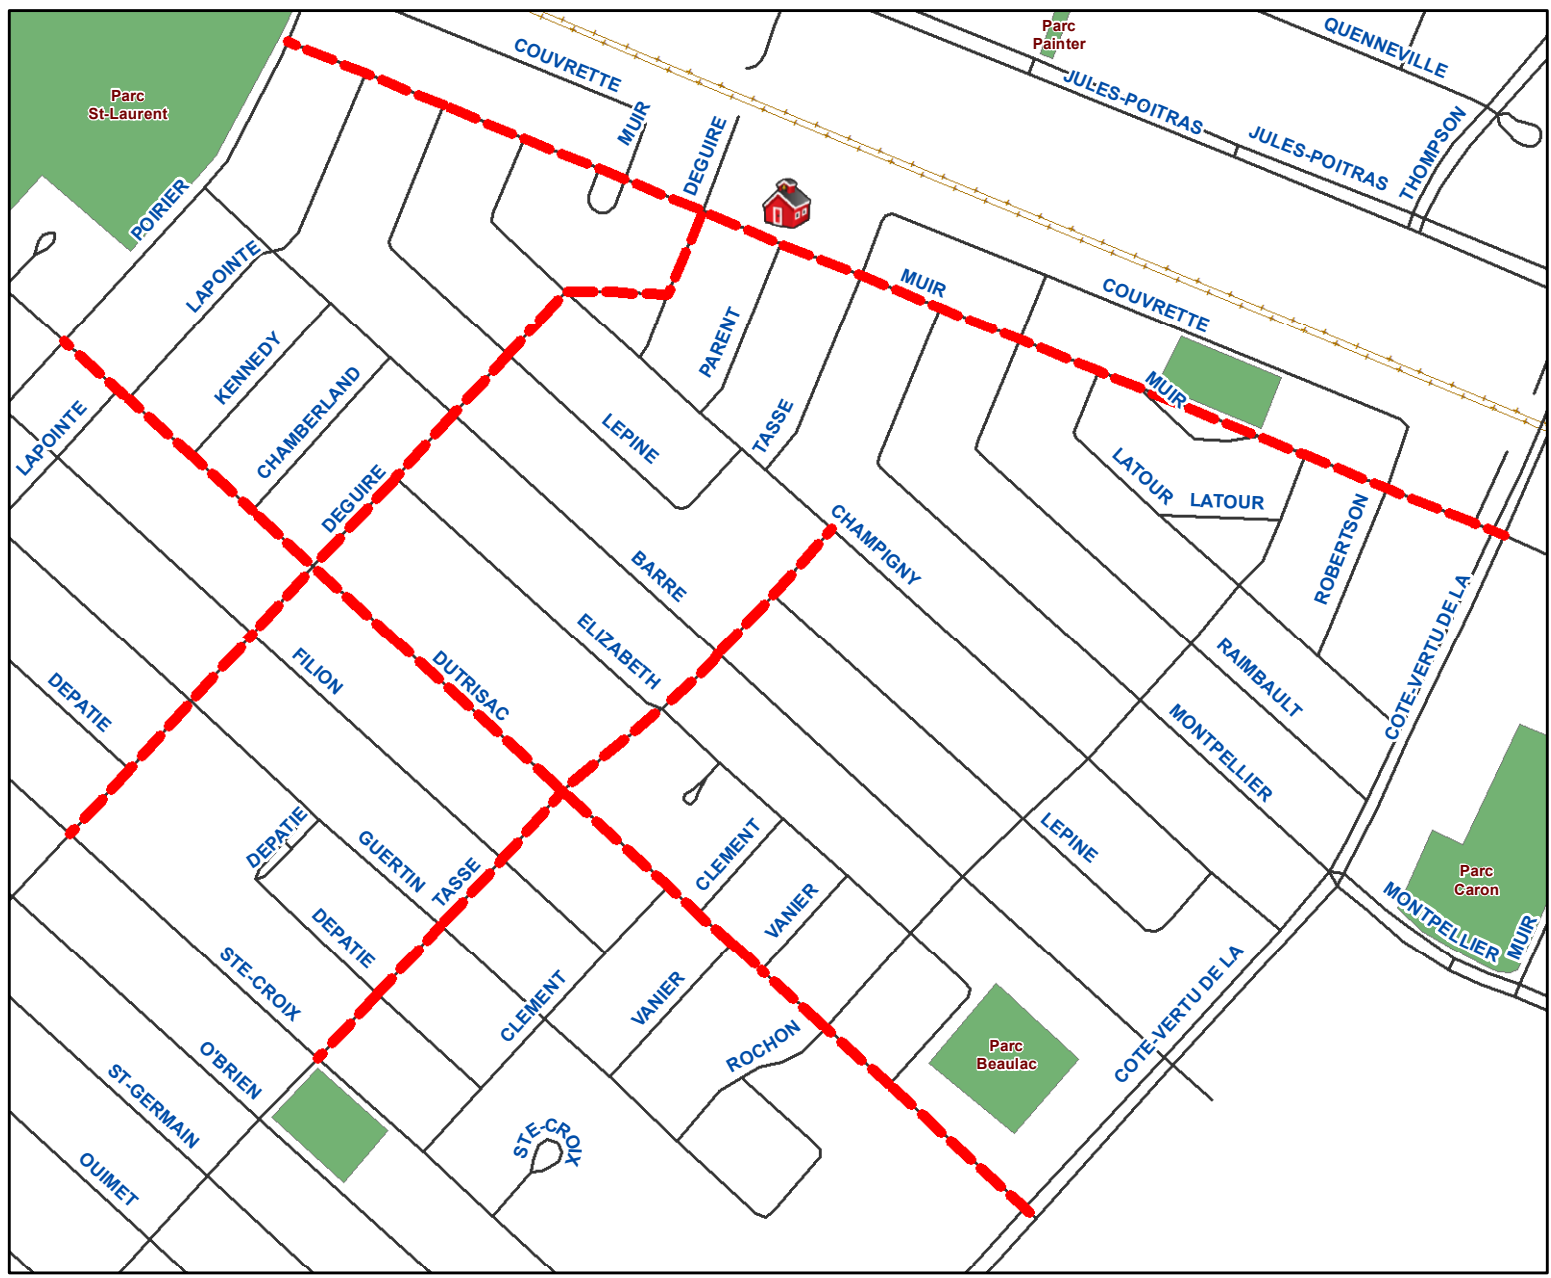 Parc
Painter
QUENNEVILLE
COUVRETTE
JULES-POITRAS
JULES-POITRAS
THOMPSON
Parc
St-Laurent
MUIR
DEGUIRE
POIRIER
LAPOINTE
MUIR
COUVRETTE
KENNEDY
PARENT
CHAMBERLAND
MUIR
LAPOINTE
LEPINE
TASSE
LATOUR
LATOUR
DEGUIRE
CHAMPIGNY
ROBERTSON
BARRE
ELIZABETH
COTE-VERTU DE LA
FILION
DUTRISAC
RAIMBAULT
DEPATIE
MONTPELLIER
DEPATIE
GUERTIN
TASSE
CLEMENT
LEPINE
VANIER
Parc
Caron
MONTPELLIER
MUIR
DEPATIE
STE-CROIX
CLEMENT
VANIER
ROCHON
Parc
Beaulac
COTE-VERTU DE LA
O'BRIEN
ST-GERMAIN
STE-CROIX
OUIMET